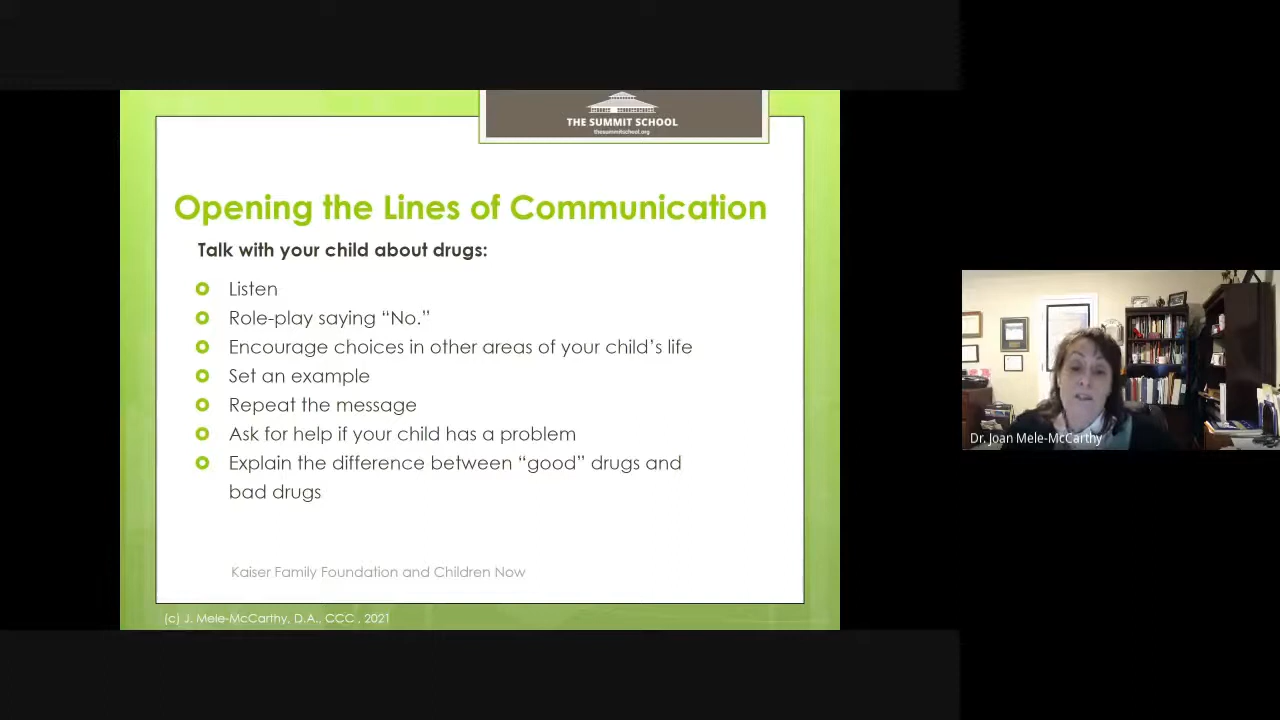 THE SUMMIT SCHOOL
thesummitschool.org
Opening the Lines of Communication
Talk with your child about drugs:
Listen
Role-play saying “No.”
Encourage choices in other areas of your child’s life
Set an example
Repeat the message
Ask for help if your child has a problem
Explain the difference between “good” drugs and
bad drugs
Kaiser Family Foundation and Children Now
(c) J. Mele-McCarthy, D.A., CCC , 2021
Dr. Joan Mele-McCarthy